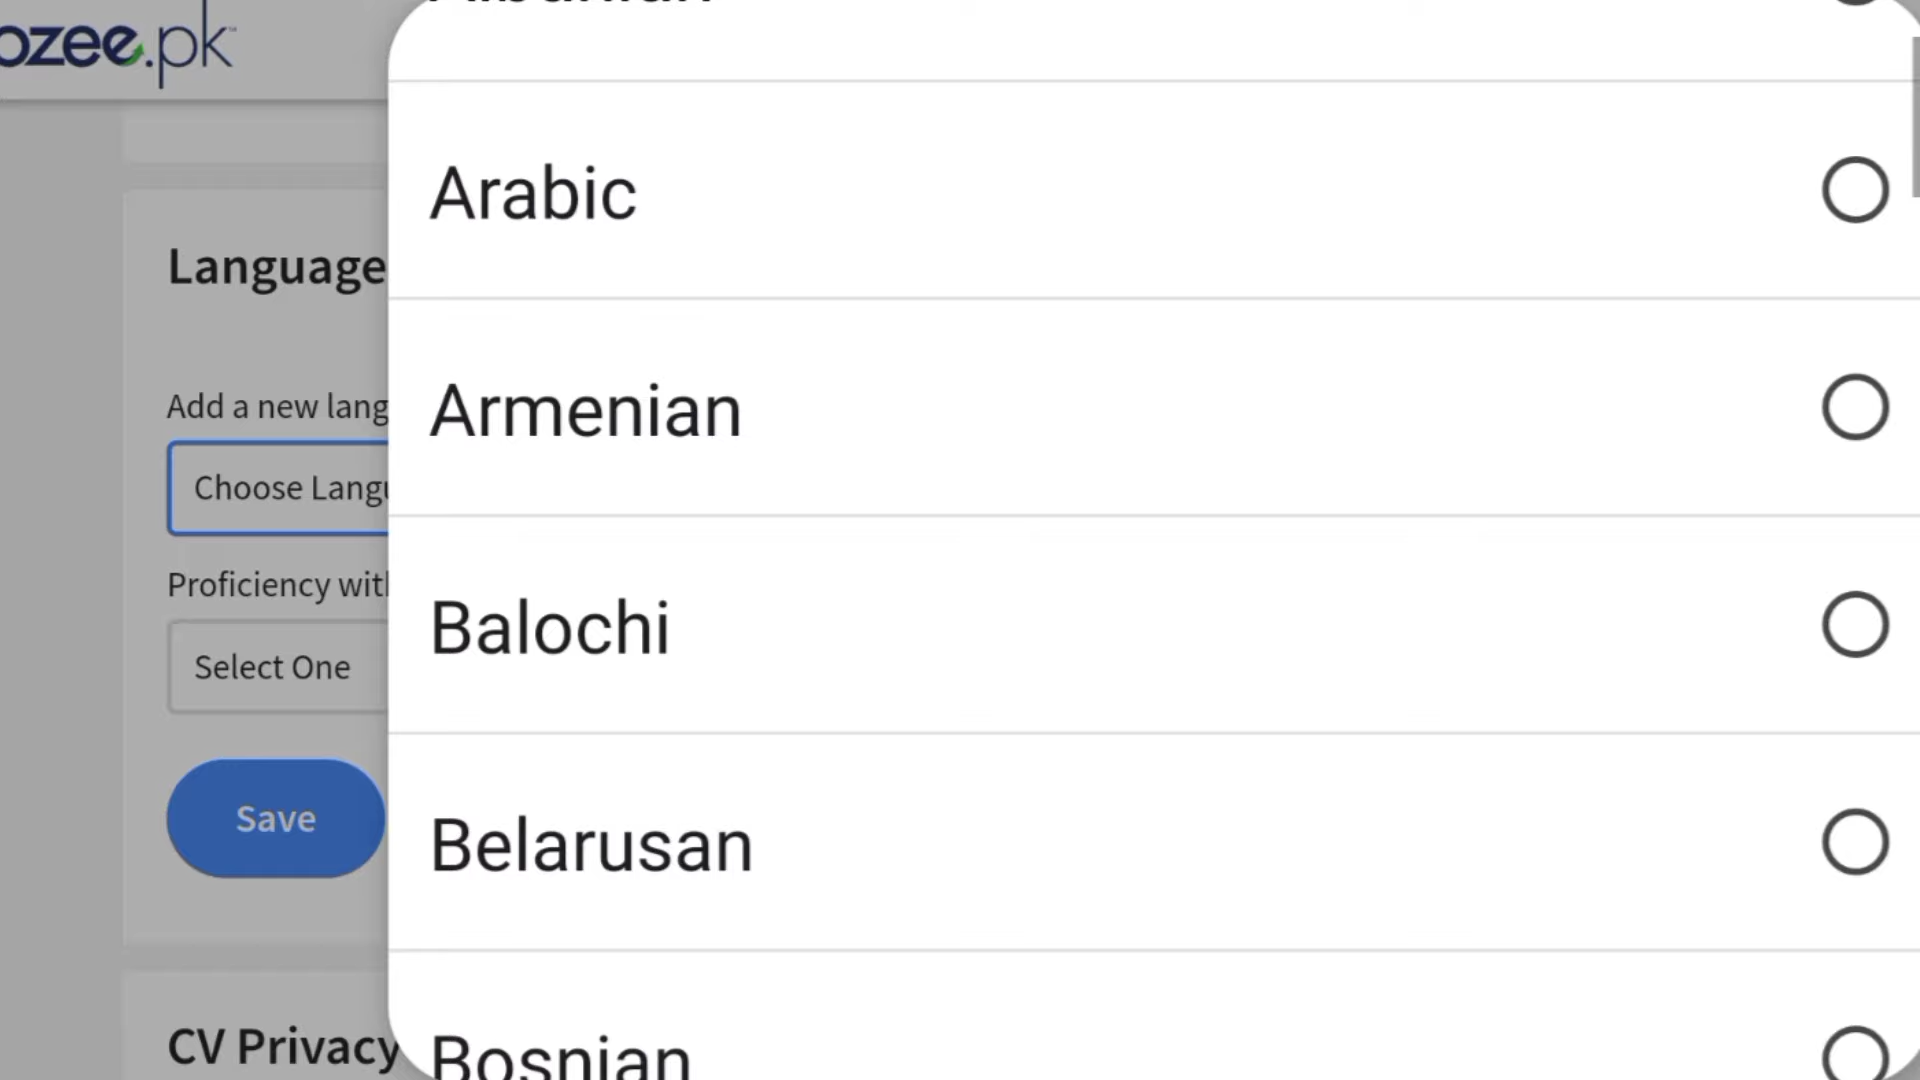 ozee.pk
Language
Add a new lang
Choose Langu
Proficiency wit
Select One
Save
CV Privacy
Arabic
Armenian
Balochi
Belarusan
Bosnian